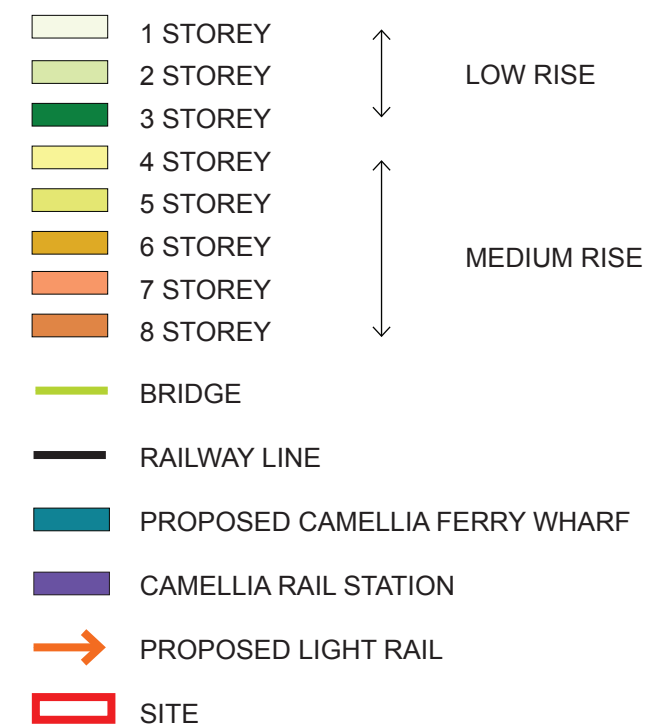 1 STOREY
2 STOREY
LOW RISE
3 STOREY
4 STOREY
5 STOREY
6 STOREY
MEDIUM RISE
7 STOREY
8 STOREY
BRIDGE
RAILWAY LINE
PROPOSED CAMELLIA FERRY WHARF
CAMELLIA RAIL STATION
PROPOSED LIGHT RAIL
SITE